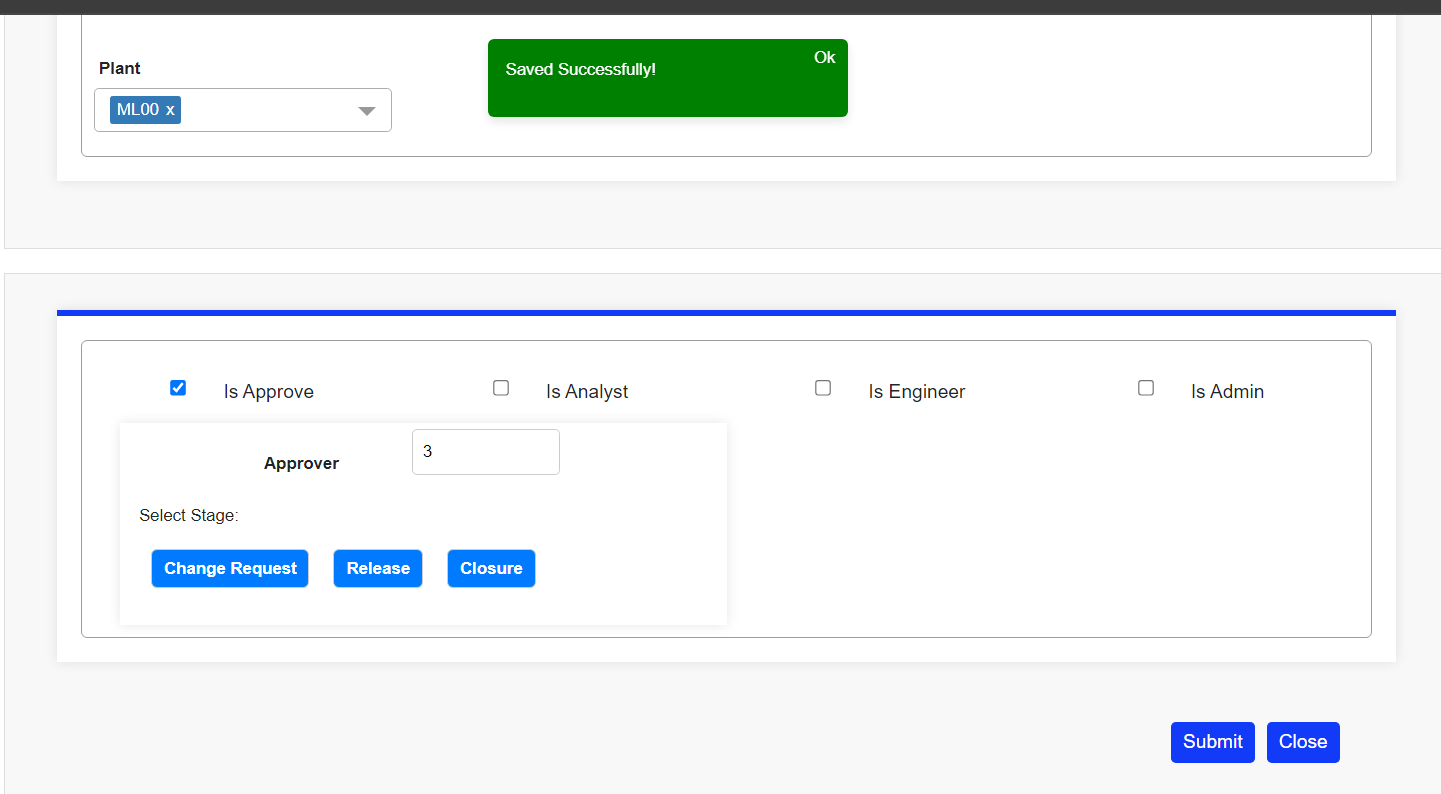 Plant
Saved Successfully!
Ok
ML00 x
Is Approve
Is Analyst
Is Engineer
Is Admin
Approver
3
Select Stage:
Change Request
Release
Closure
Submit
Close